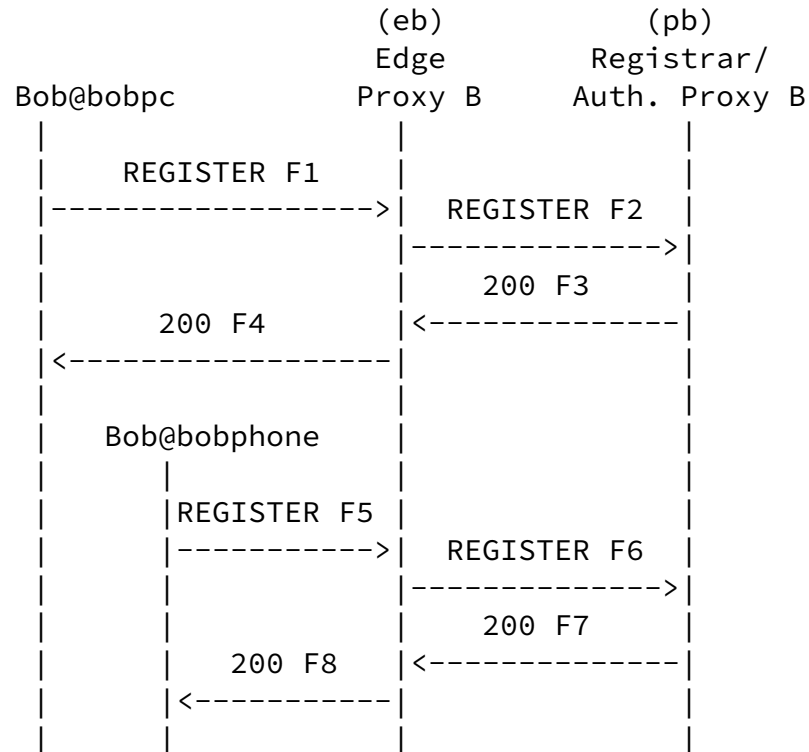 (eb) (pb)
Edge Registrar/
Bob@bobpc Proxy B Auth. Proxy B
REGISTER F1
REGISTER F2
200 F3
200 F4
Bob@bobphone
REGISTER F5
REGISTER F6
200 F7
200 F8